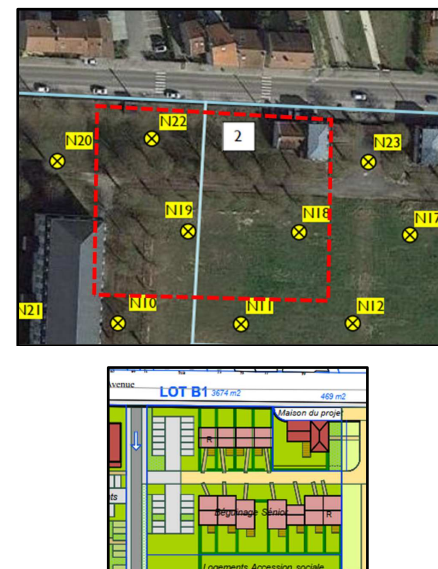 N22
2
N20
N23
N19
N18
N17
N21
N10
N11
N12
Avenue
LOT B1 3674 m2
469 m2
Maison du projet
R
Béguinage Sénior
R
Logements Accession sociale